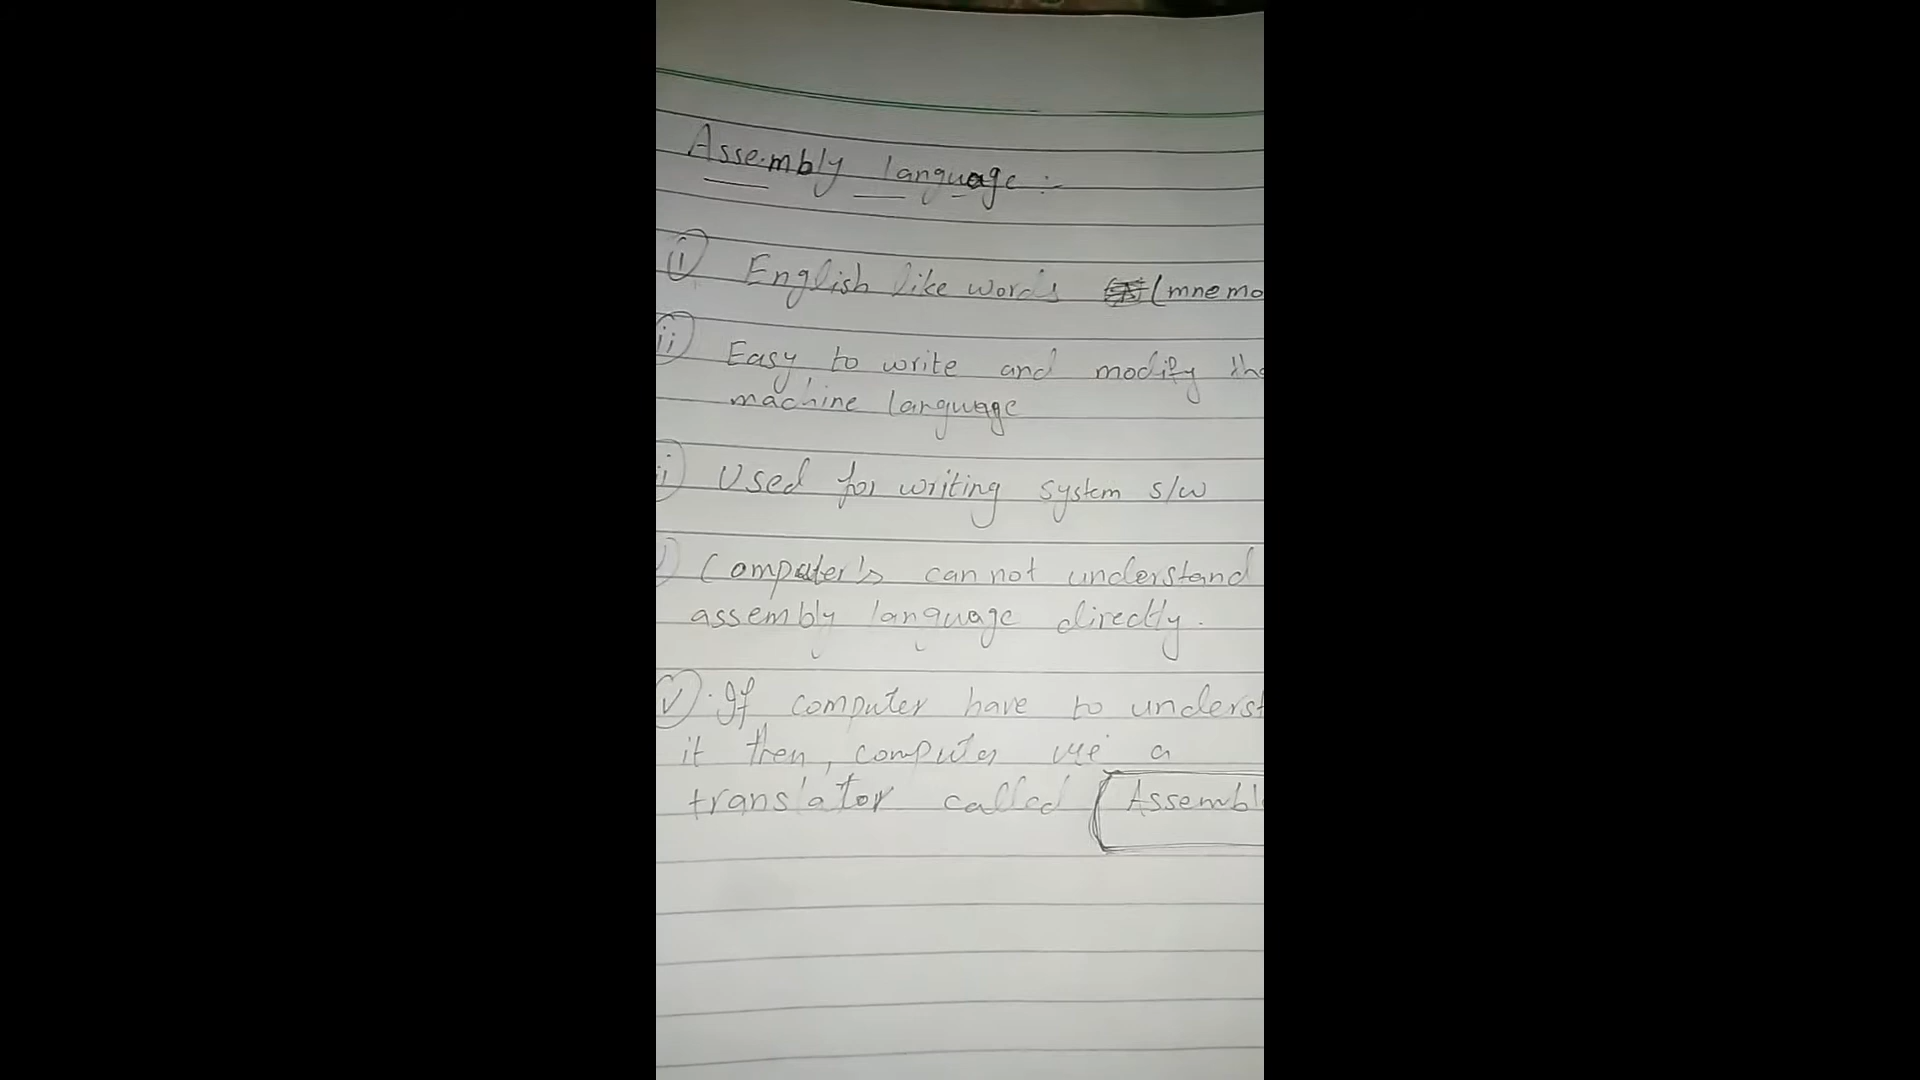 Assembly language :-
(i) English like words (mnemo
ii) Easy to write and modify tha
machine language
i) Used for writing system s/w
) Computer's can not understand
assembly language directly.
(v) If computer have to underst
it then, computer use a
translator called Assembl